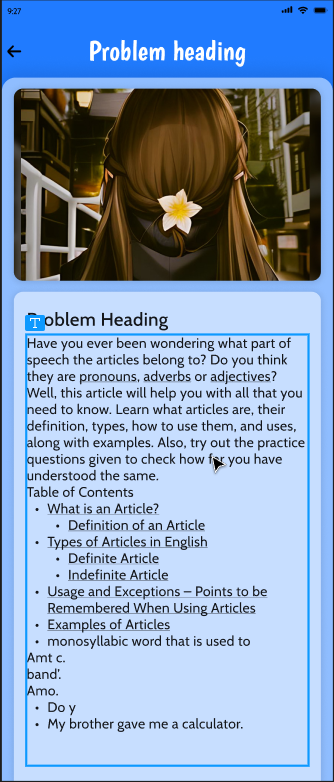 9:27
Problem heading
Problem Heading
Have you ever been wondering what part of
speech the articles belong to? Do you think
they are pronouns, adverbs or adjectives?
Well, this article will help you with all that you
need to know. Learn what articles are, their
definition, types, how to use them, and uses,
along with examples. Also, try out the practice
questions given to check how far you have
understood the same.
Table of Contents
• What is an Article?
• Definition of an Article
• Types of Articles in English
• Definite Article
• Indefinite Article
• Usage and Exceptions – Points to be
Remembered When Using Articles
• Examples of Articles
• monosyllabic word that is used to
Amt c.
band'.
Amo.
• Do y
• My brother gave me a calculator.